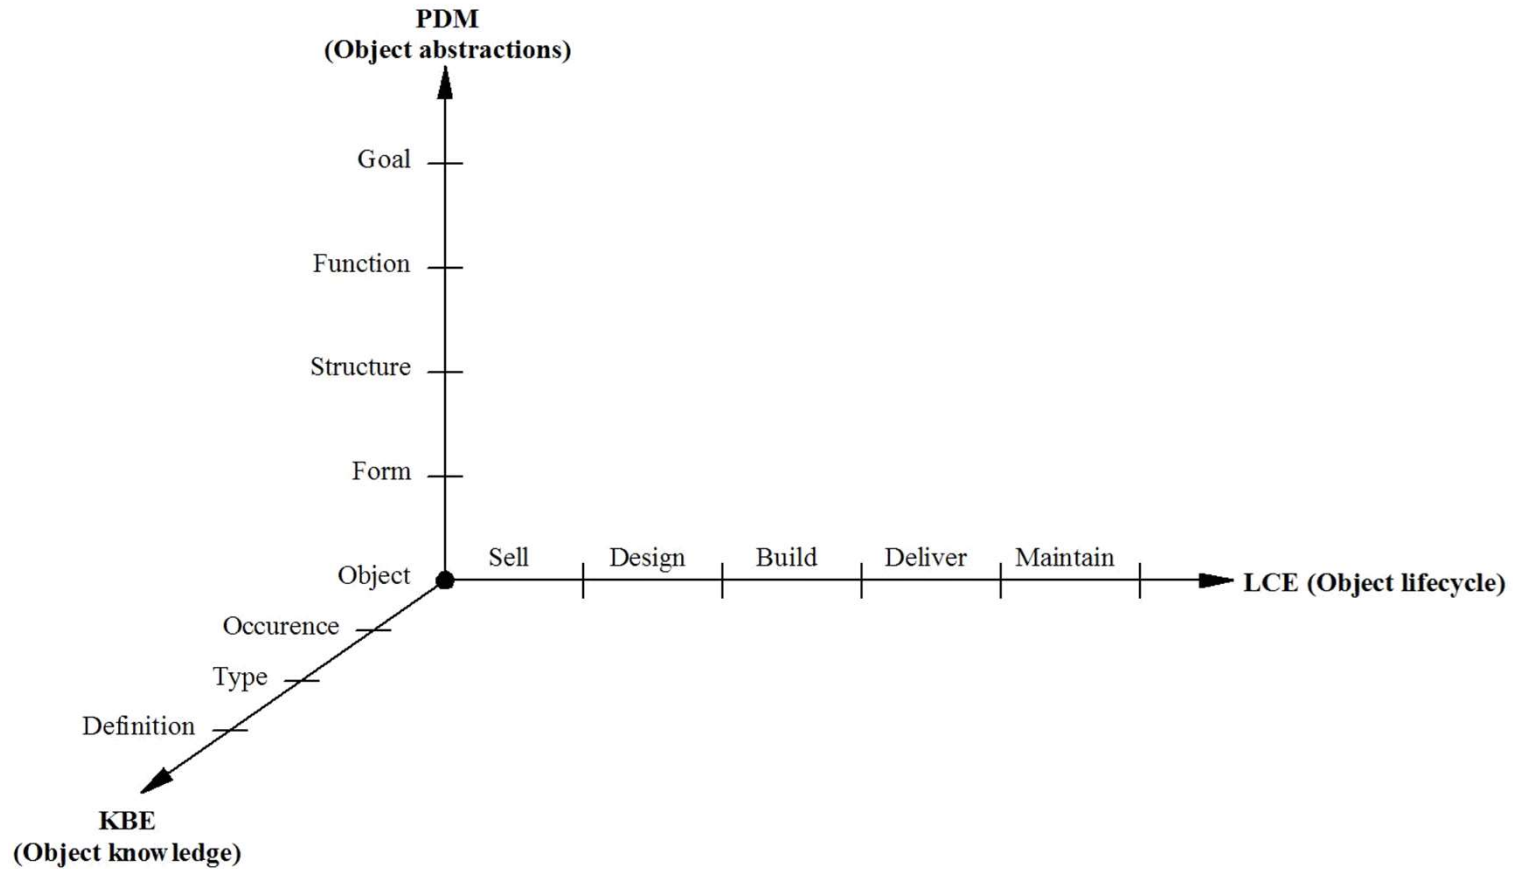 PDM
(Object abstractions)
Goal
Function
Structure
Form
Object
Sell
Design
Build
Deliver
Maintain
LCE (Object lifecycle)
Occurence
Type
Definition
KBE
(Object knowledge)